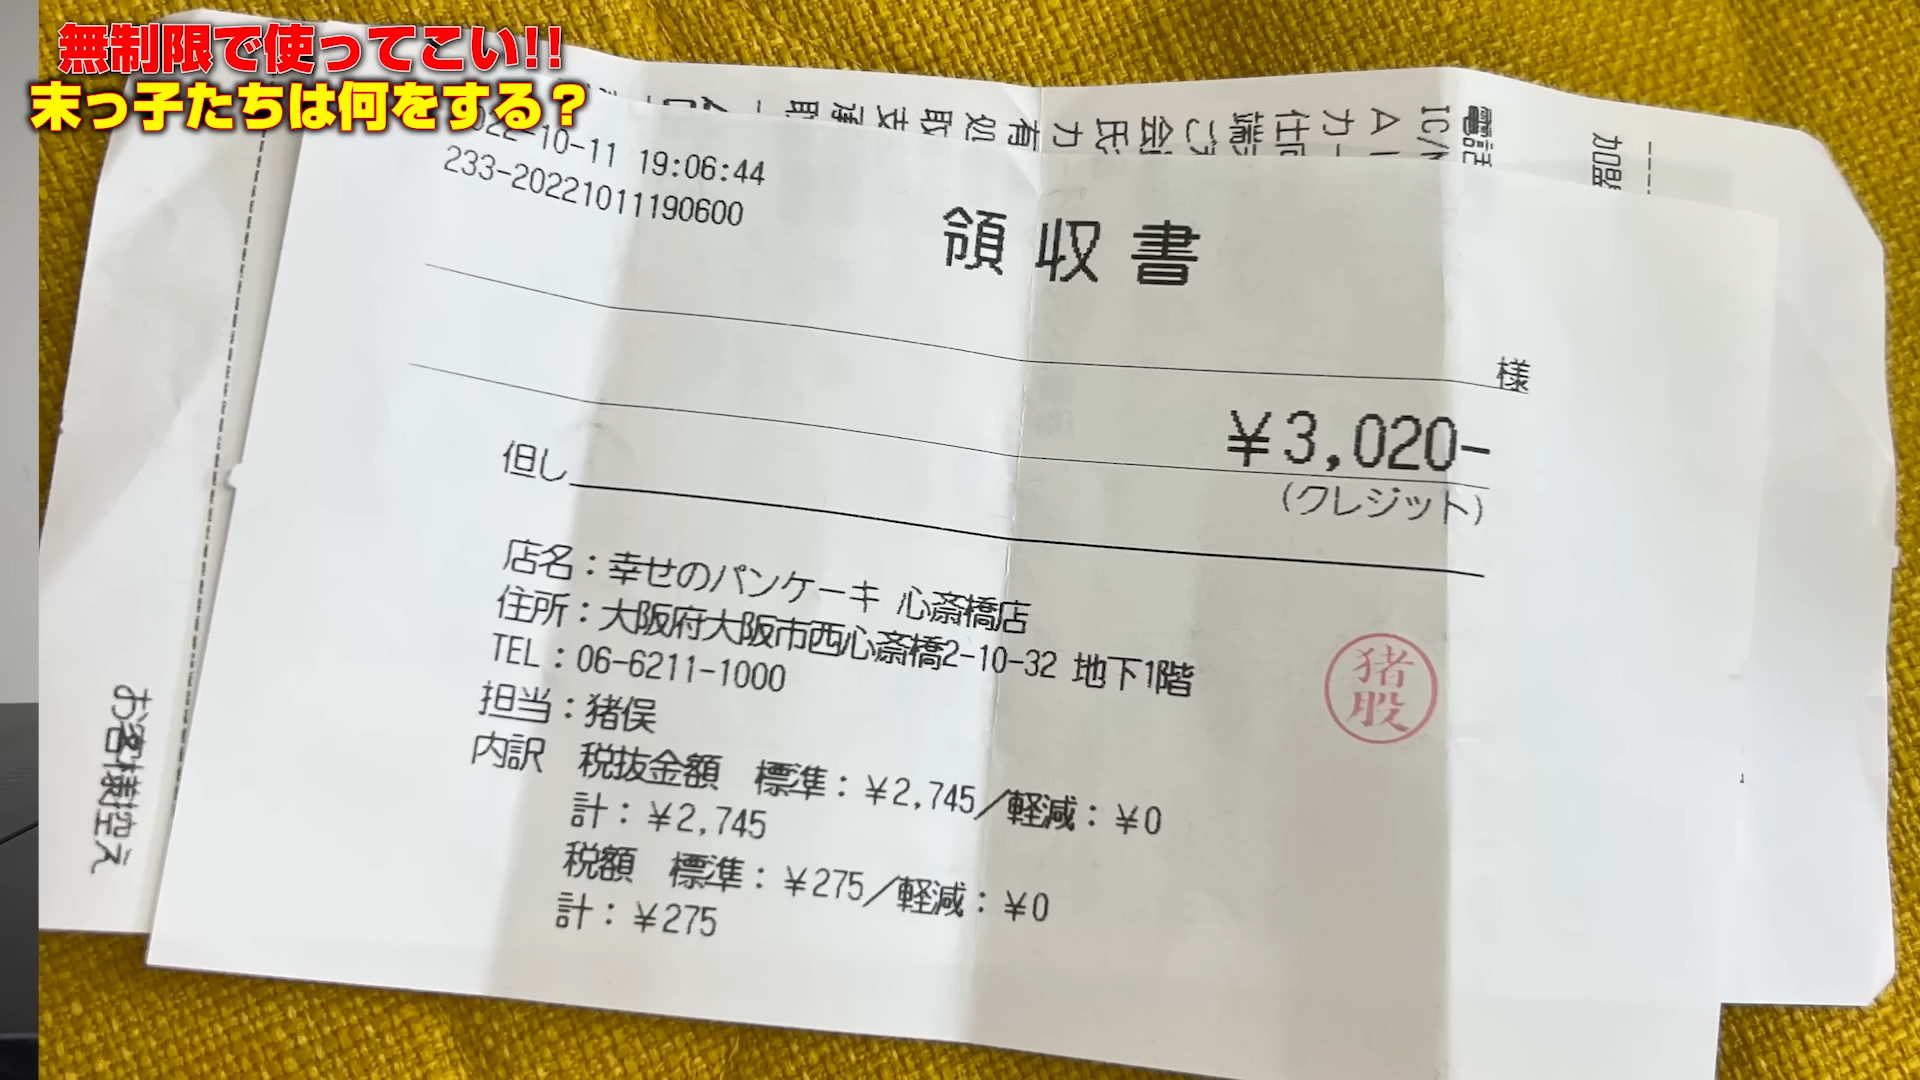 無制限で使ってこい!!
末っ子たちは何をする？
022-10-11 19:06:44
233-20221011190600
領収書
様
¥3,020-
(クレジット)
但し
店名：幸せのパンケーキ 心斎橋店
住所：大阪府大阪市西心斎橋2-10-32 地下1階
TEL：06-6211-1000
担当：猪俣
内訳 税抜金額 標準：¥2,745／軽減：¥0
計：¥2,745
税額 標準：¥275／軽減：¥0
計：¥275
猪股
お客様控え
電話
IC/